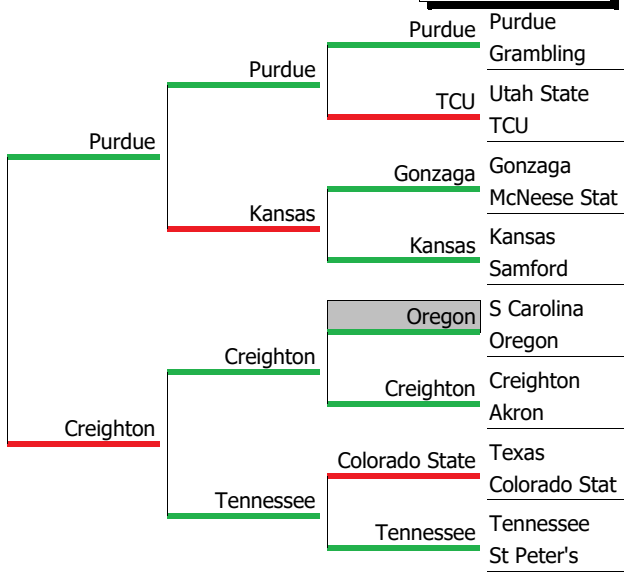 Purdue
Purdue
Grambling
Purdue
TCU
Utah State
TCU
Purdue
Gonzaga
Gonzaga
McNeese Stat
Kansas
Kansas
Kansas
Samford
Oregon
S Carolina
Oregon
Creighton
Creighton
Creighton
Akron
Creighton
Colorado State
Texas
Colorado Stat
Tennessee
Tennessee
Tennessee
St Peter's